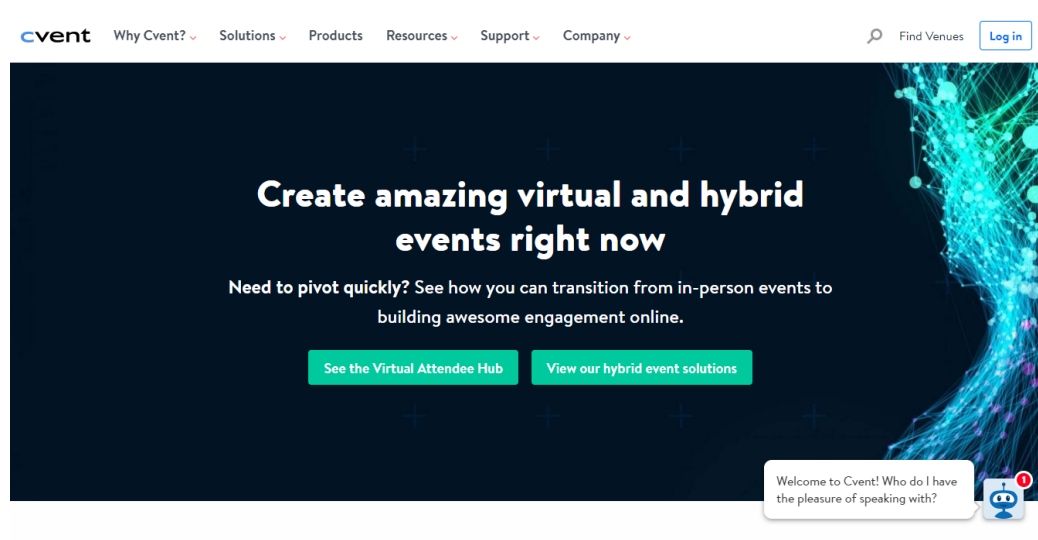 cvent Why Cvent? Solutions Products Resources Support Company Find Venues Log in
Create amazing virtual and hybrid
events right now
Need to pivot quickly? See how you can transition from in-person events to
building awesome engagement online.
See the Virtual Attendee Hub View our hybrid event solutions
Welcome to Cvent! Who do I have
the pleasure of speaking with?
1